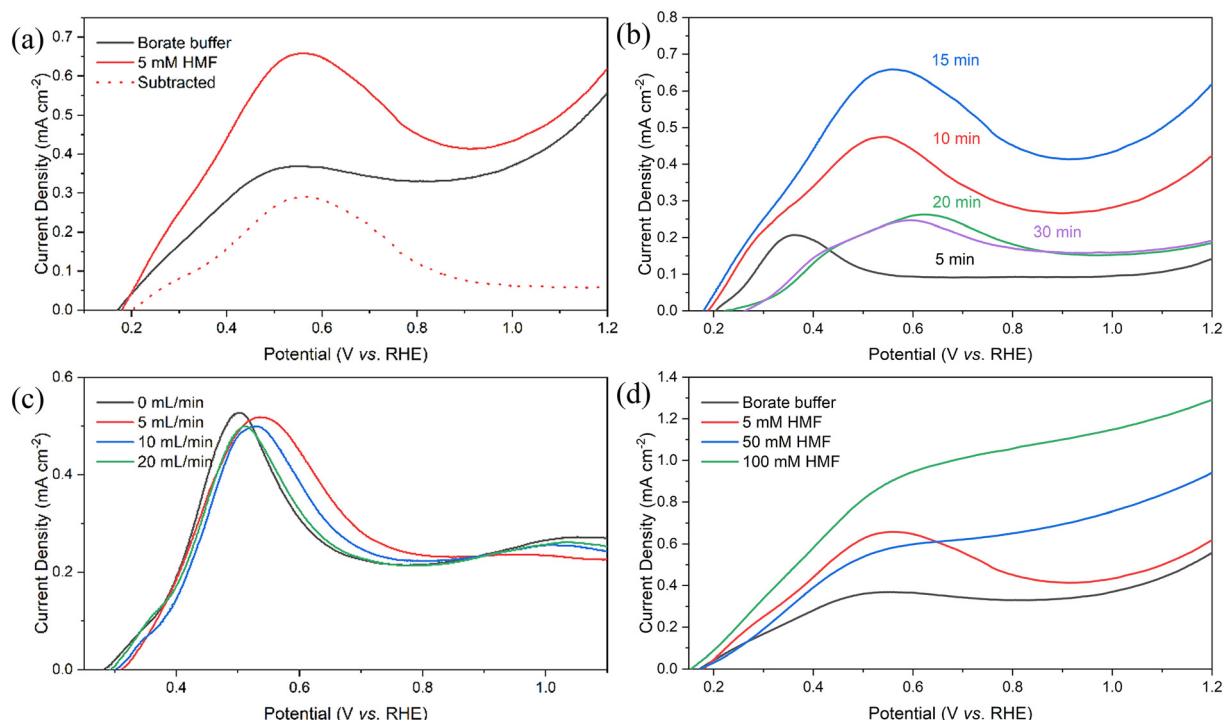 (a)
Borate buffer
5 mM HMF
Subtracted
0.7
0.6
0.5
0.4
0.3
0.2
0.1
0.0
0.2 0.4 0.6 0.8 1.0 1.2
Current Density (mA cm⁻²)
Potential (V vs. RHE)
(b)
15 min
10 min
20 min
30 min
5 min
0.8
0.7
0.6
0.5
0.4
0.3
0.2
0.1
0.0
0.2 0.4 0.6 0.8 1.0 1.2
Current Density (mA cm⁻²)
Potential (V vs. RHE)
(c)
0 mL/min
5 mL/min
10 mL/min
20 mL/min
0.6
0.4
0.2
0.0
0.4 0.6 0.8 1.0
Current Density (mA cm⁻²)
Potential (V vs. RHE)
(d)
Borate buffer
5 mM HMF
50 mM HMF
100 mM HMF
1.4
1.2
1.0
0.8
0.6
0.4
0.2
0.0
0.2 0.4 0.6 0.8 1.0 1.2
Current Density (mA cm⁻²)
Potential (V vs. RHE)